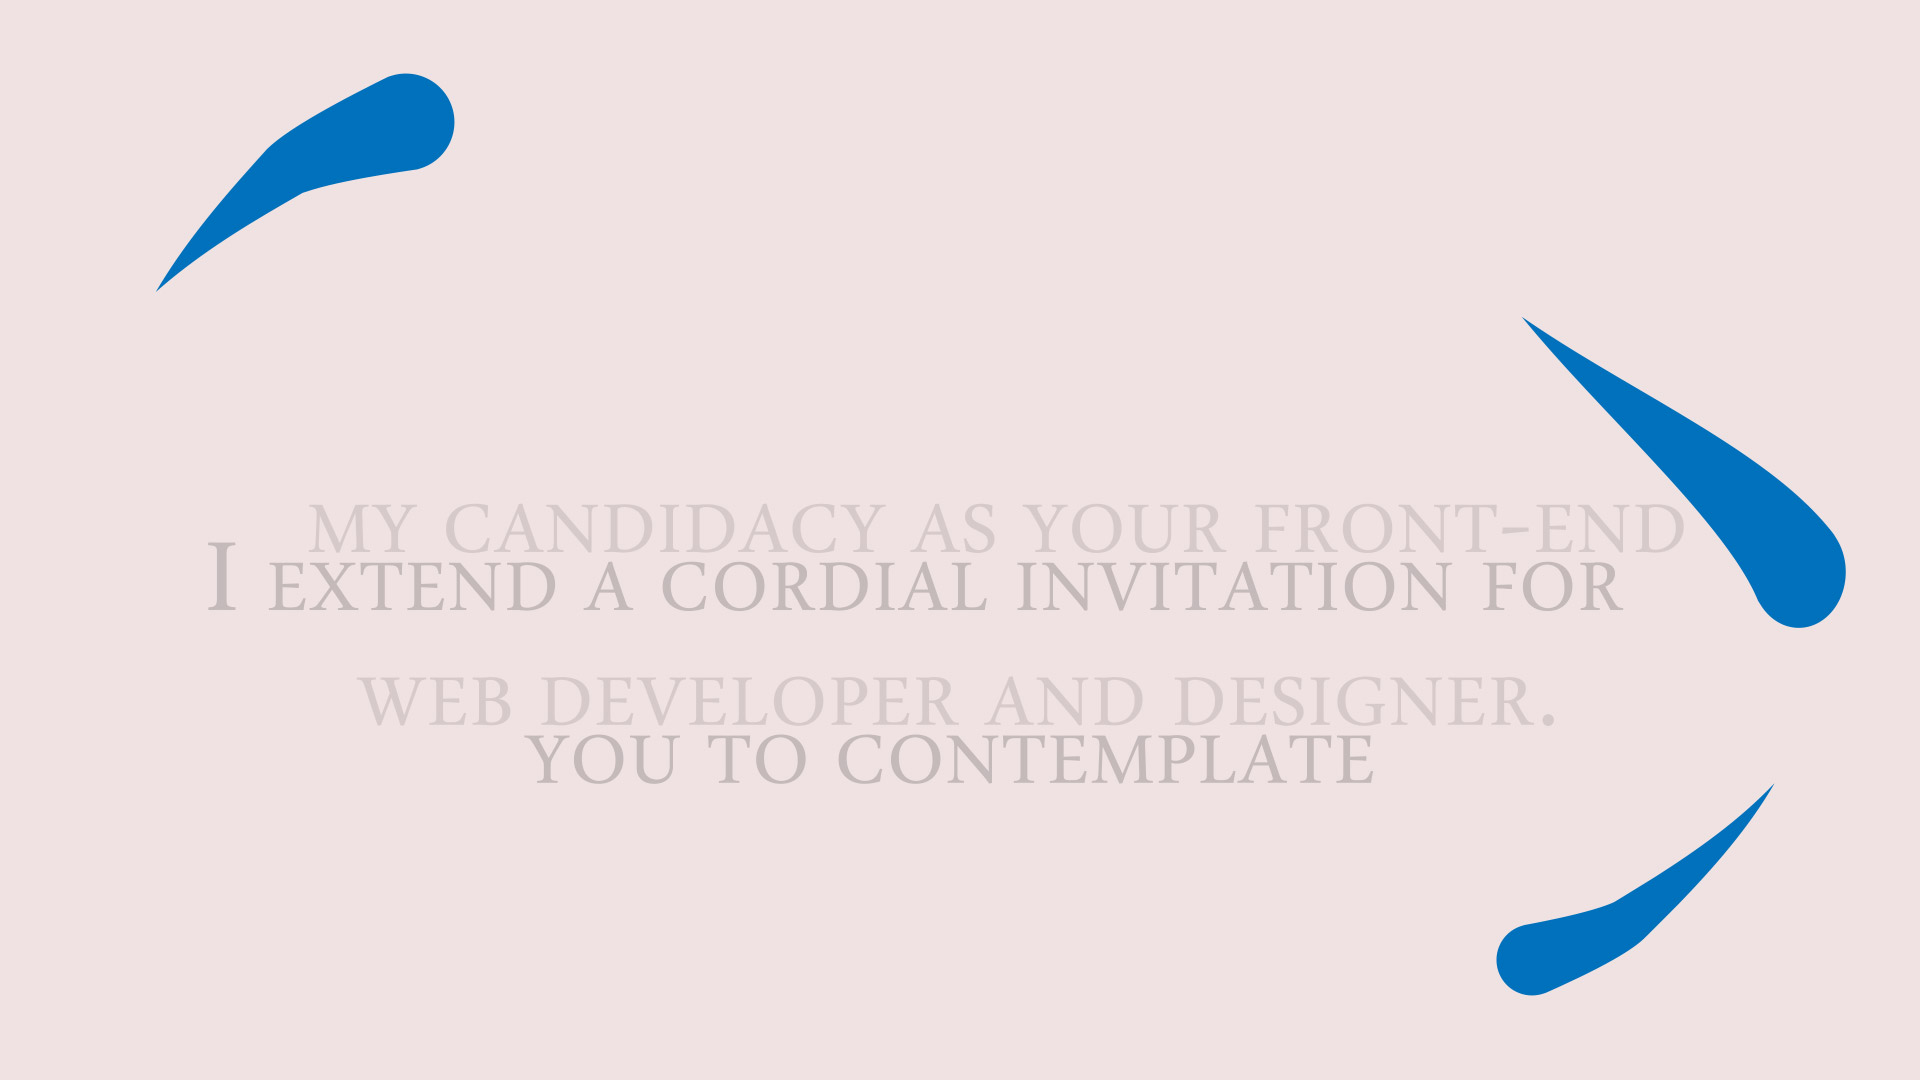 I extend a cordial invitation for
you to contemplate
my candidacy as your front-end
web developer and designer.